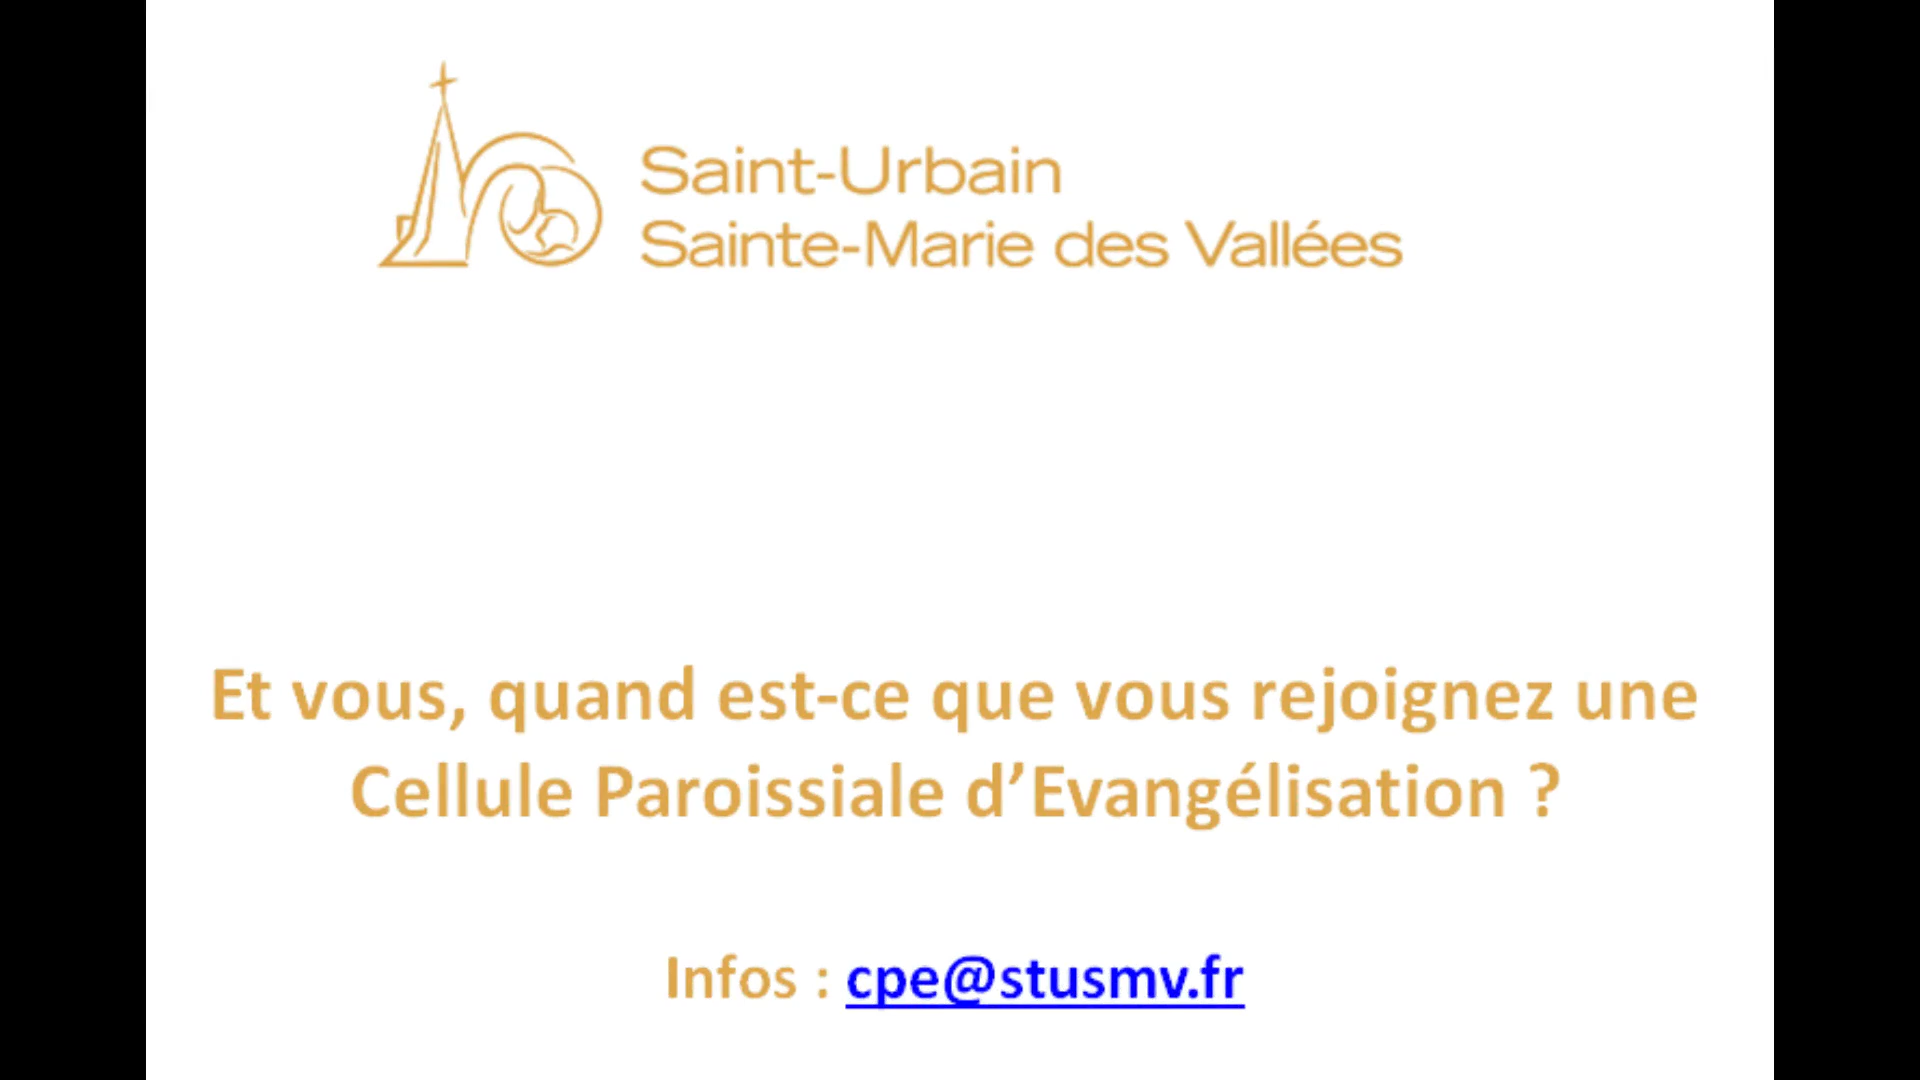 Saint-Urbain
Sainte-Marie des Vallées
Et vous, quand est-ce que vous rejoignez une
Cellule Paroissiale d’Evangélisation ?
Infos : cpe@stusmv.fr